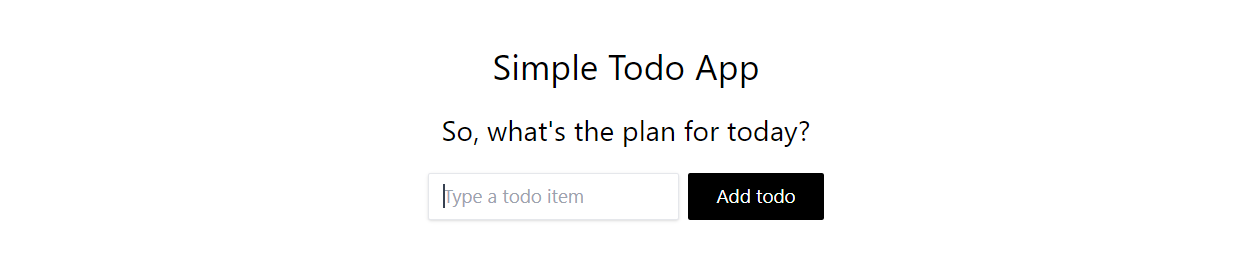 Simple Todo App
So, what's the plan for today?
Type a todo item
Add todo